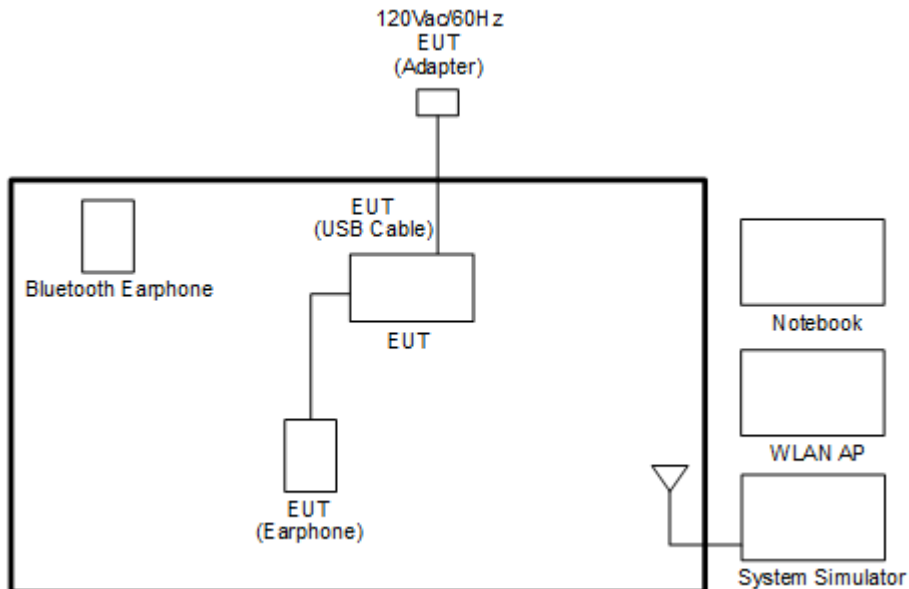 120Vac/60Hz
EUT
(Adapter)
EUT
(USB Cable)
Bluetooth Earphone
EUT
Notebook
WLAN AP
EUT
(Earphone)
System Simulator